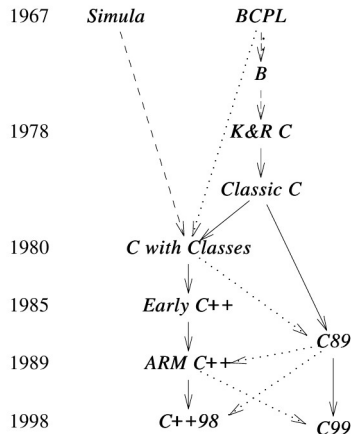 1967 Simula BCPL
B
1978 K&R C
Classic C
1980 C with Classes
1985 Early C++
C89
1989 ARM C++
1998 C++98 C99